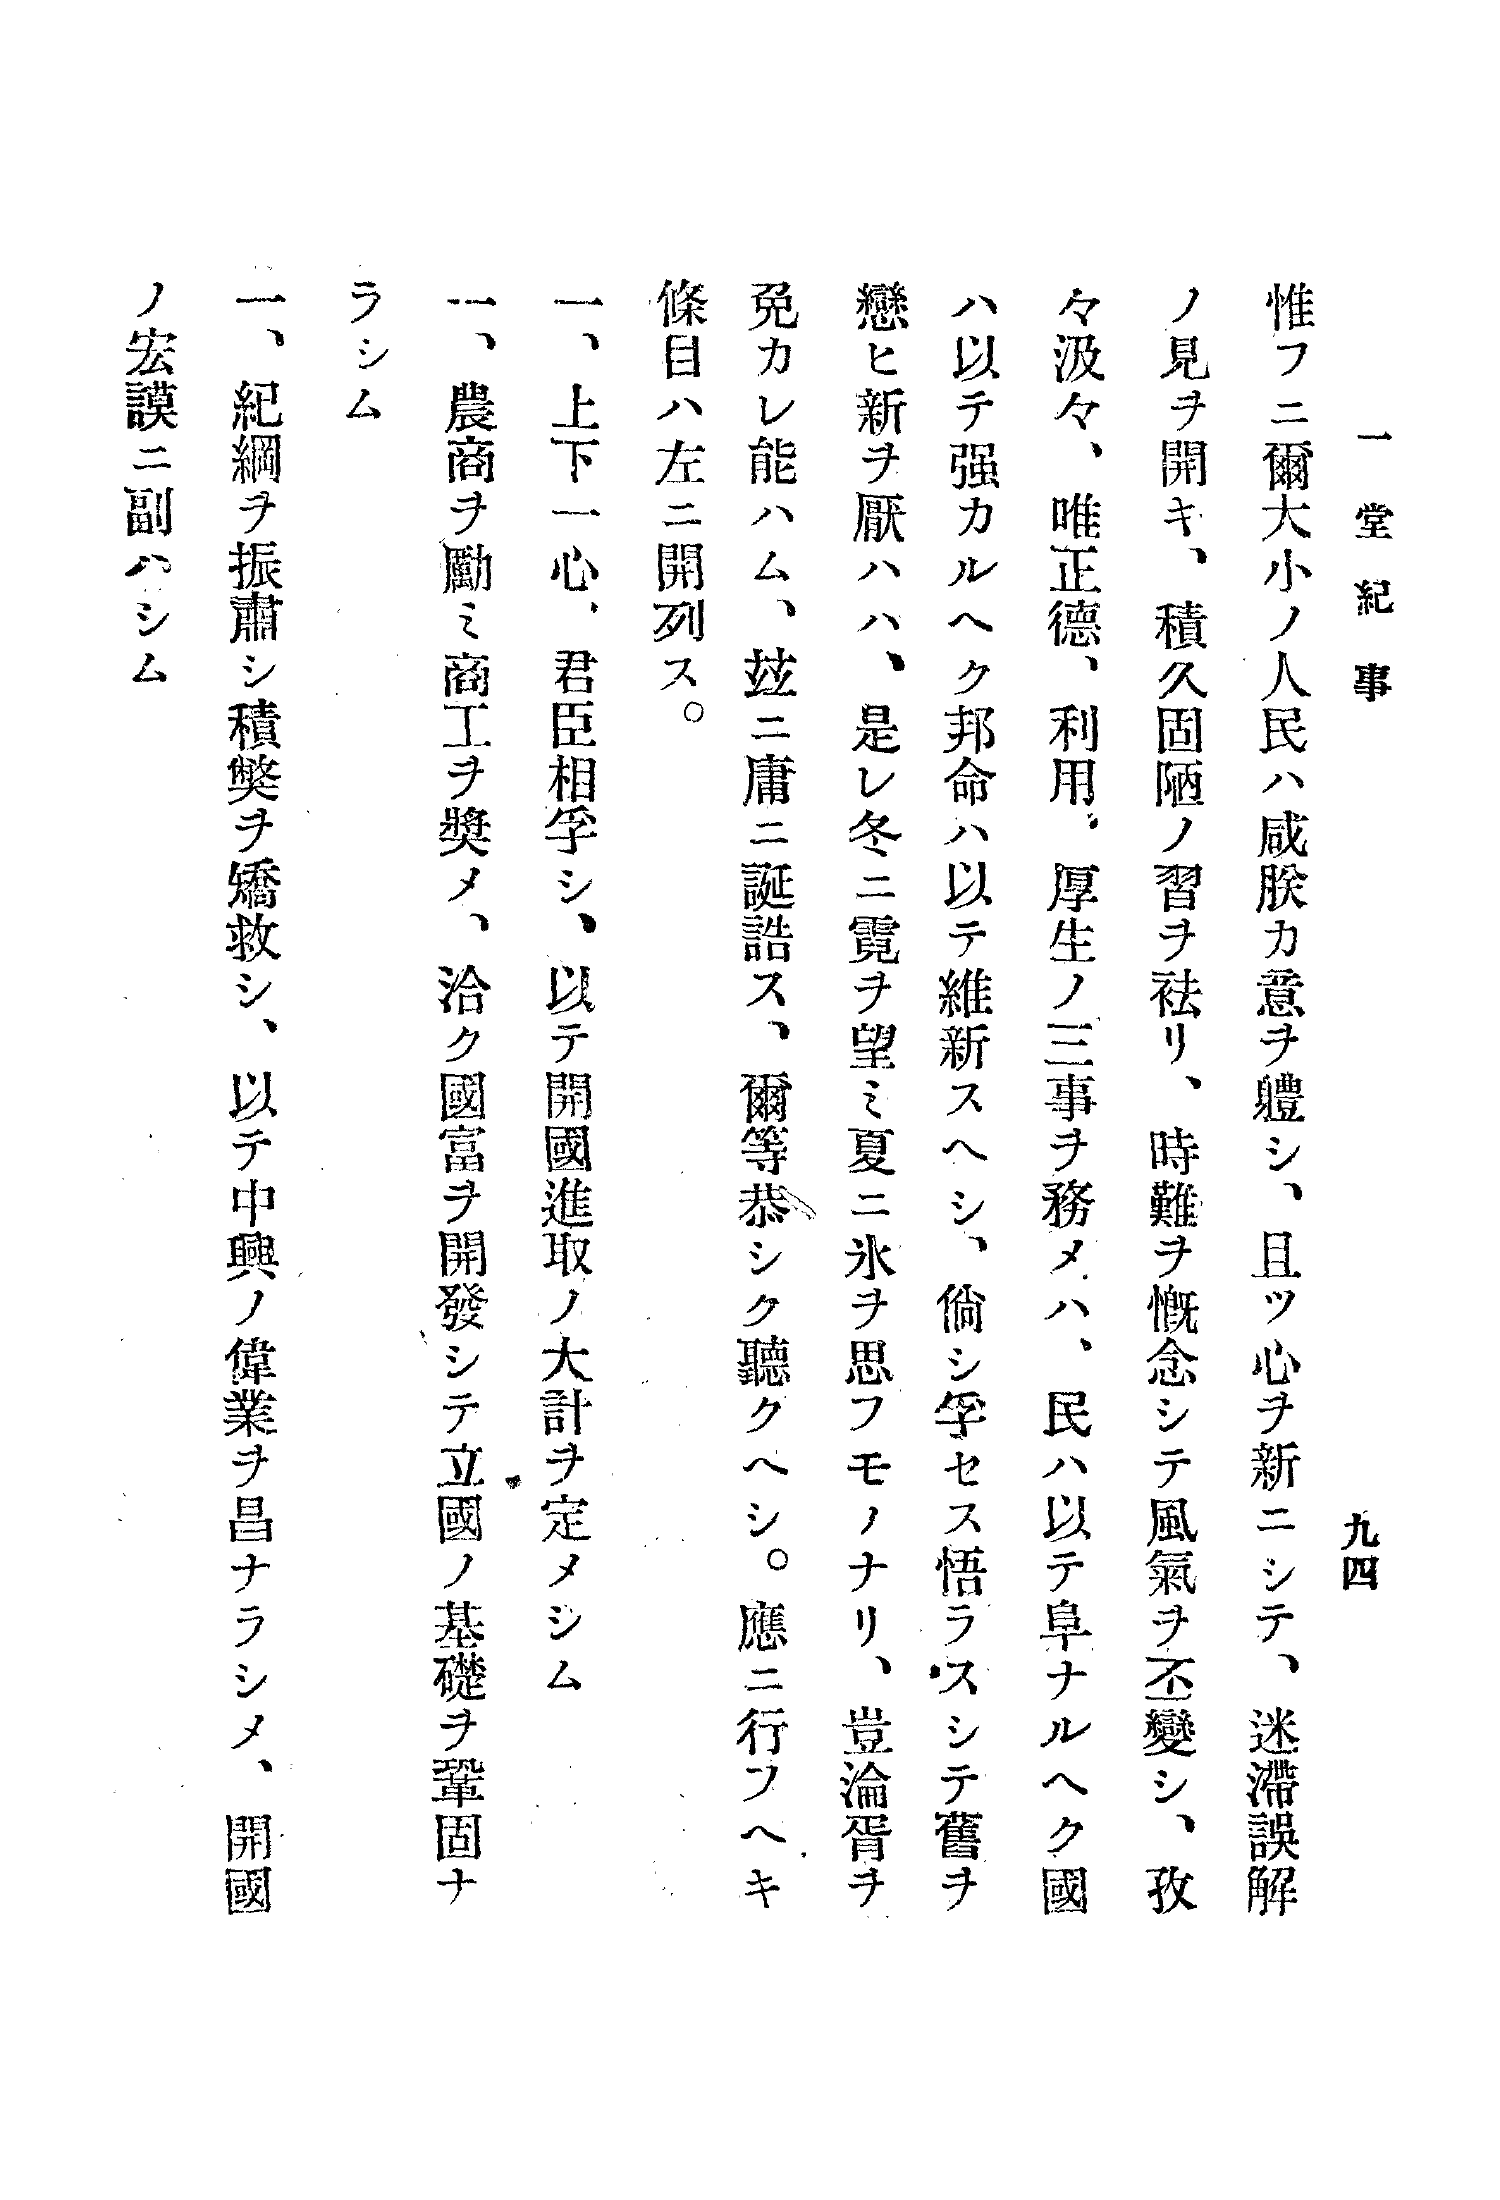 一堂紀事
九四
惟フニ爾大小ノ人民ハ咸朕カ意ヲ軆シ、且ツ心ヲ新ニシテ、迷滯誤解
ノ見ヲ開キ、積久固陋ノ習ヲ袪リ、時難ヲ慨念シテ風氣ヲ丕變シ、孜
々汲々、唯正德、利用、厚生ノ三事ヲ務メハ、民ハ以テ阜ナルヘク國
ハ以テ强カルヘク邦命ハ以テ維新スヘシ、倘シ孚セス悟ラスシテ舊ヲ
戀ヒ新ヲ厭ハハ、是レ冬ニ霓ヲ望ミ夏ニ氷ヲ思フモノナリ、豈淪胥ヲ
免カレ能ハム、玆ニ庸ニ誕誥ス、爾等恭シク聽クヘシ。應ニ行フヘキ
條目ハ左ニ開列ス。
一、上下一心、君臣相孚シ、以テ開國進取ノ大計ヲ定メシム
一、農商ヲ勵ミ商工ヲ奬メ、洽ク國富ヲ開發シテ立國ノ基礎ヲ鞏固ナ
ラシム
一、紀綱ヲ振肅シ積獘ヲ矯救シ、以テ中興ノ偉業ヲ昌ナラシメ、開國
ノ宏謨ニ副ハシム